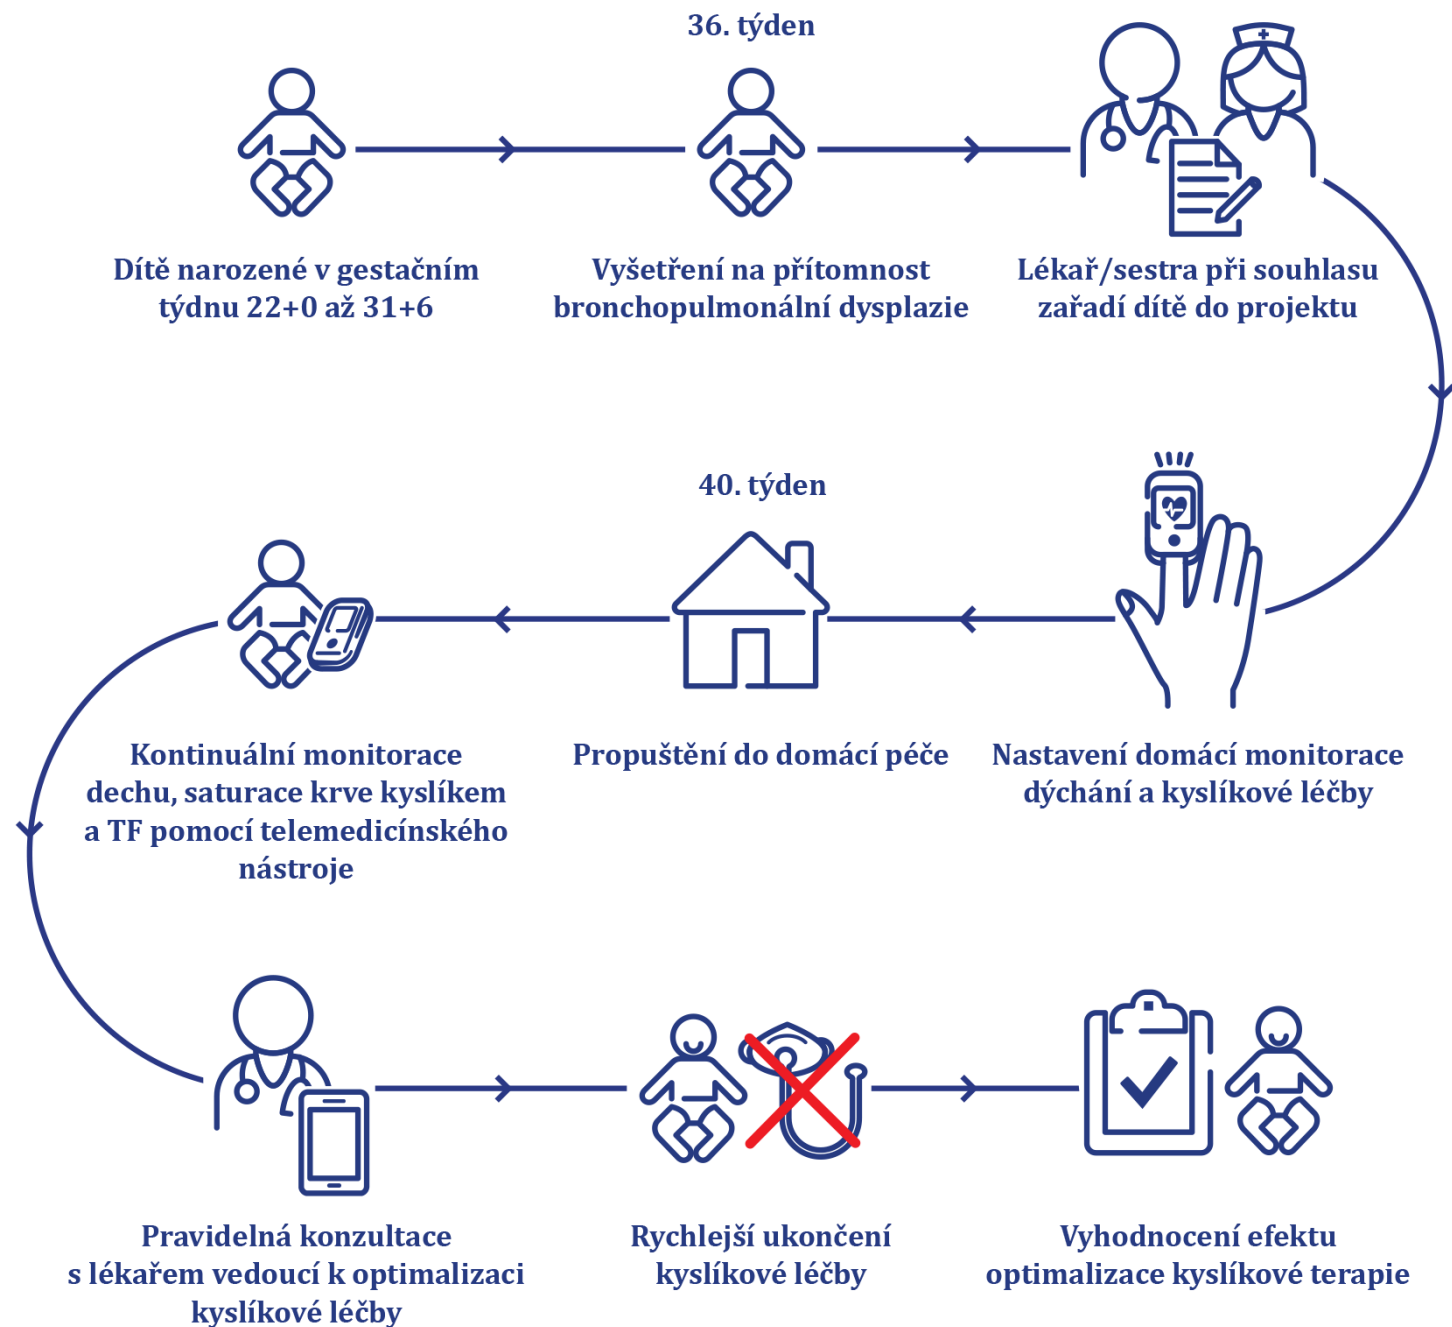 36. týden
Dítě narozené v gestačním
týdnu 22+0 až 31+6
Vyšetření na přítomnost
bronchopulmonální dysplazie
Lékař/sestra při souhlasu
zařadí dítě do projektu
40. týden
Nastavení domácí monitorace
dýchání a kyslíkové léčby
Propuštění do domácí péče
Kontinuální monitorace
dechu, saturace krve kyslíkem
a TF pomocí telemedicínského
nástroje
Pravidelná konzultace
s lékařem vedoucí k optimalizaci
kyslíkové léčby
Rychlejší ukončení
kyslíkové léčby
Vyhodnocení efektu
optimalizace kyslíkové terapie